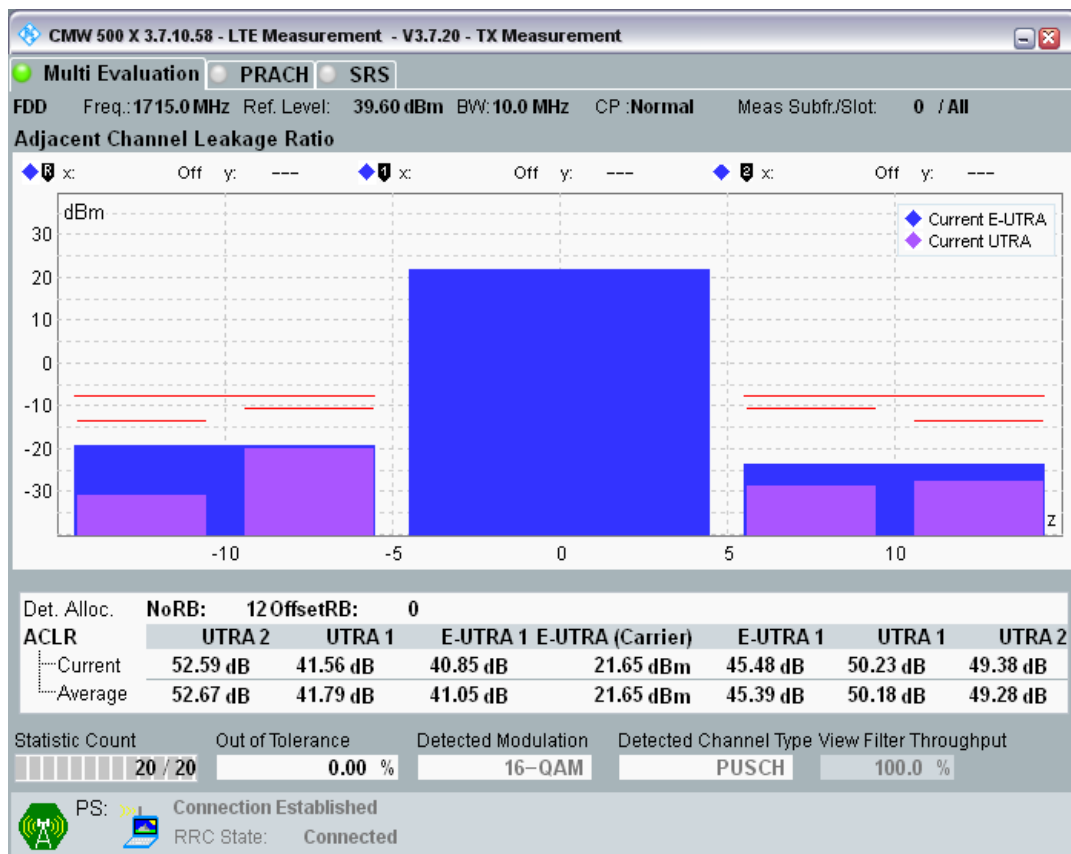 CMW 500 X 3.7.10.58 - LTE Measurement - V3.7.20 - TX Measurement
Multi Evaluation PRACH SRS
FDD Freq.:1715.0 MHz Ref. Level: 39.60 dBm BW:10.0 MHz CP :Normal Meas Subfr./Slot: 0 / All
Adjacent Channel Leakage Ratio
R x: Off y: --- 1 x: Off y: --- 2 x: Off y: ---
dBm
Current E-UTRA
Current UTRA
30
20
10
0
-10
-20
-30
z
-10 -5 0 5 10
Det. Alloc. NoRB: 12 OffsetRB: 0
ACLR UTRA 2 UTRA 1 E-UTRA 1 E-UTRA (Carrier) E-UTRA 1 UTRA 1 UTRA 2
Current 52.59 dB 41.56 dB 40.85 dB 21.65 dBm 45.48 dB 50.23 dB 49.38 dB
Average 52.67 dB 41.79 dB 41.05 dB 21.65 dBm 45.39 dB 50.18 dB 49.28 dB
Statistic Count Out of Tolerance Detected Modulation Detected Channel Type View Filter Throughput
20 / 20 0.00 % 16-QAM PUSCH 100.0 %
PS: Connection Established
RRC State: Connected